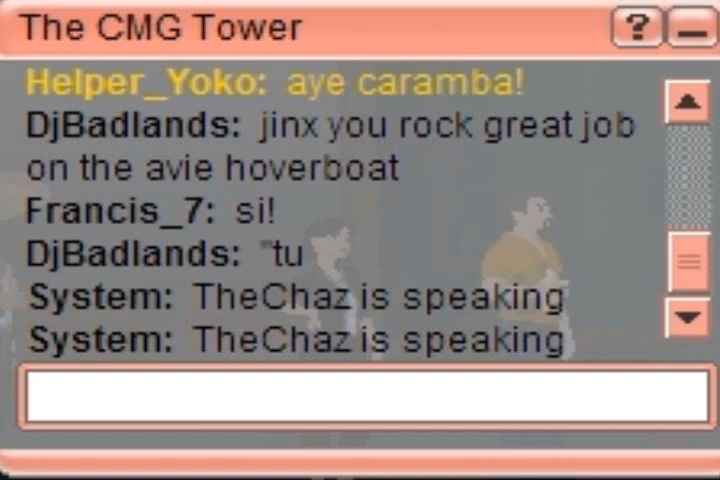 The CMG Tower
?
Helper_Yoko: aye caramba!
DjBadlands: jinx you rock great job
on the avie hoverboat
Francis_7: si!
DjBadlands: "tu
System: TheChaz is speaking
System: TheChaz is speaking